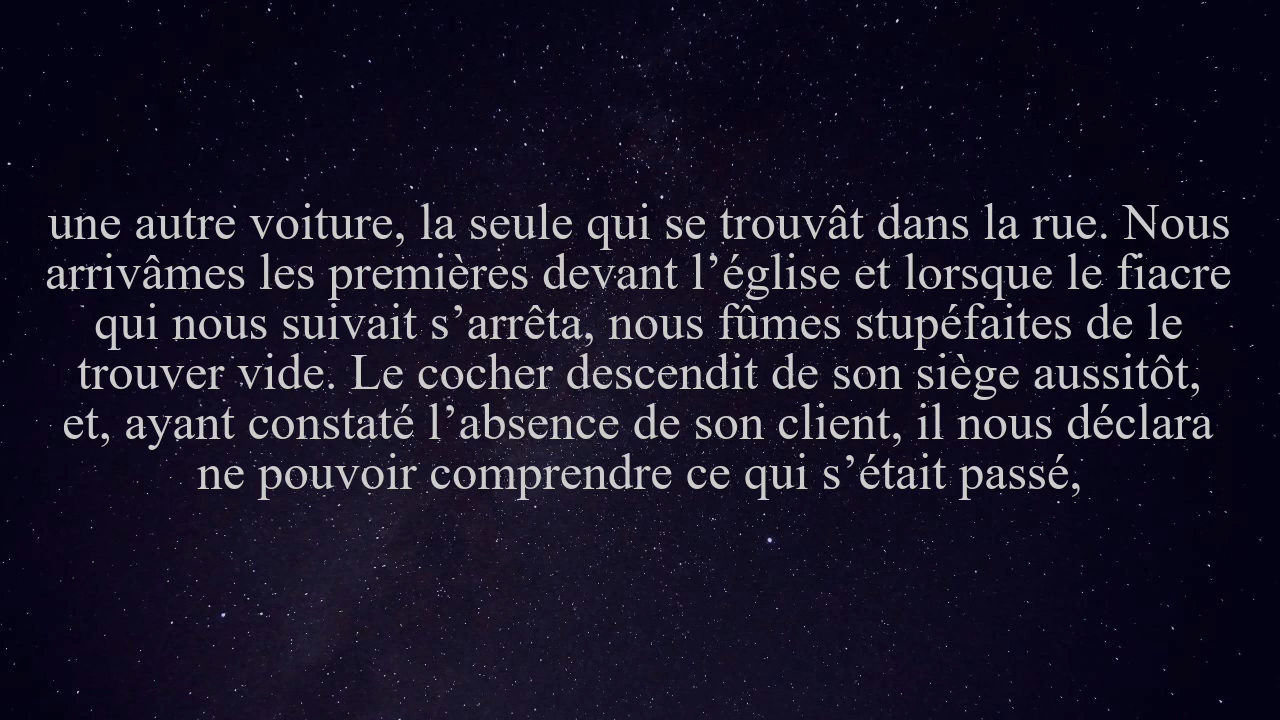 une autre voiture, la seule qui se trouvât dans la rue. Nous
arrivâmes les premières devant l’église et lorsque le fiacre
qui nous suivait s’arrêta, nous fûmes stupéfaites de le
trouver vide. Le cocher descendit de son siège aussitôt,
et, ayant constaté l’absence de son client, il nous déclara
ne pouvoir comprendre ce qui s’était passé,